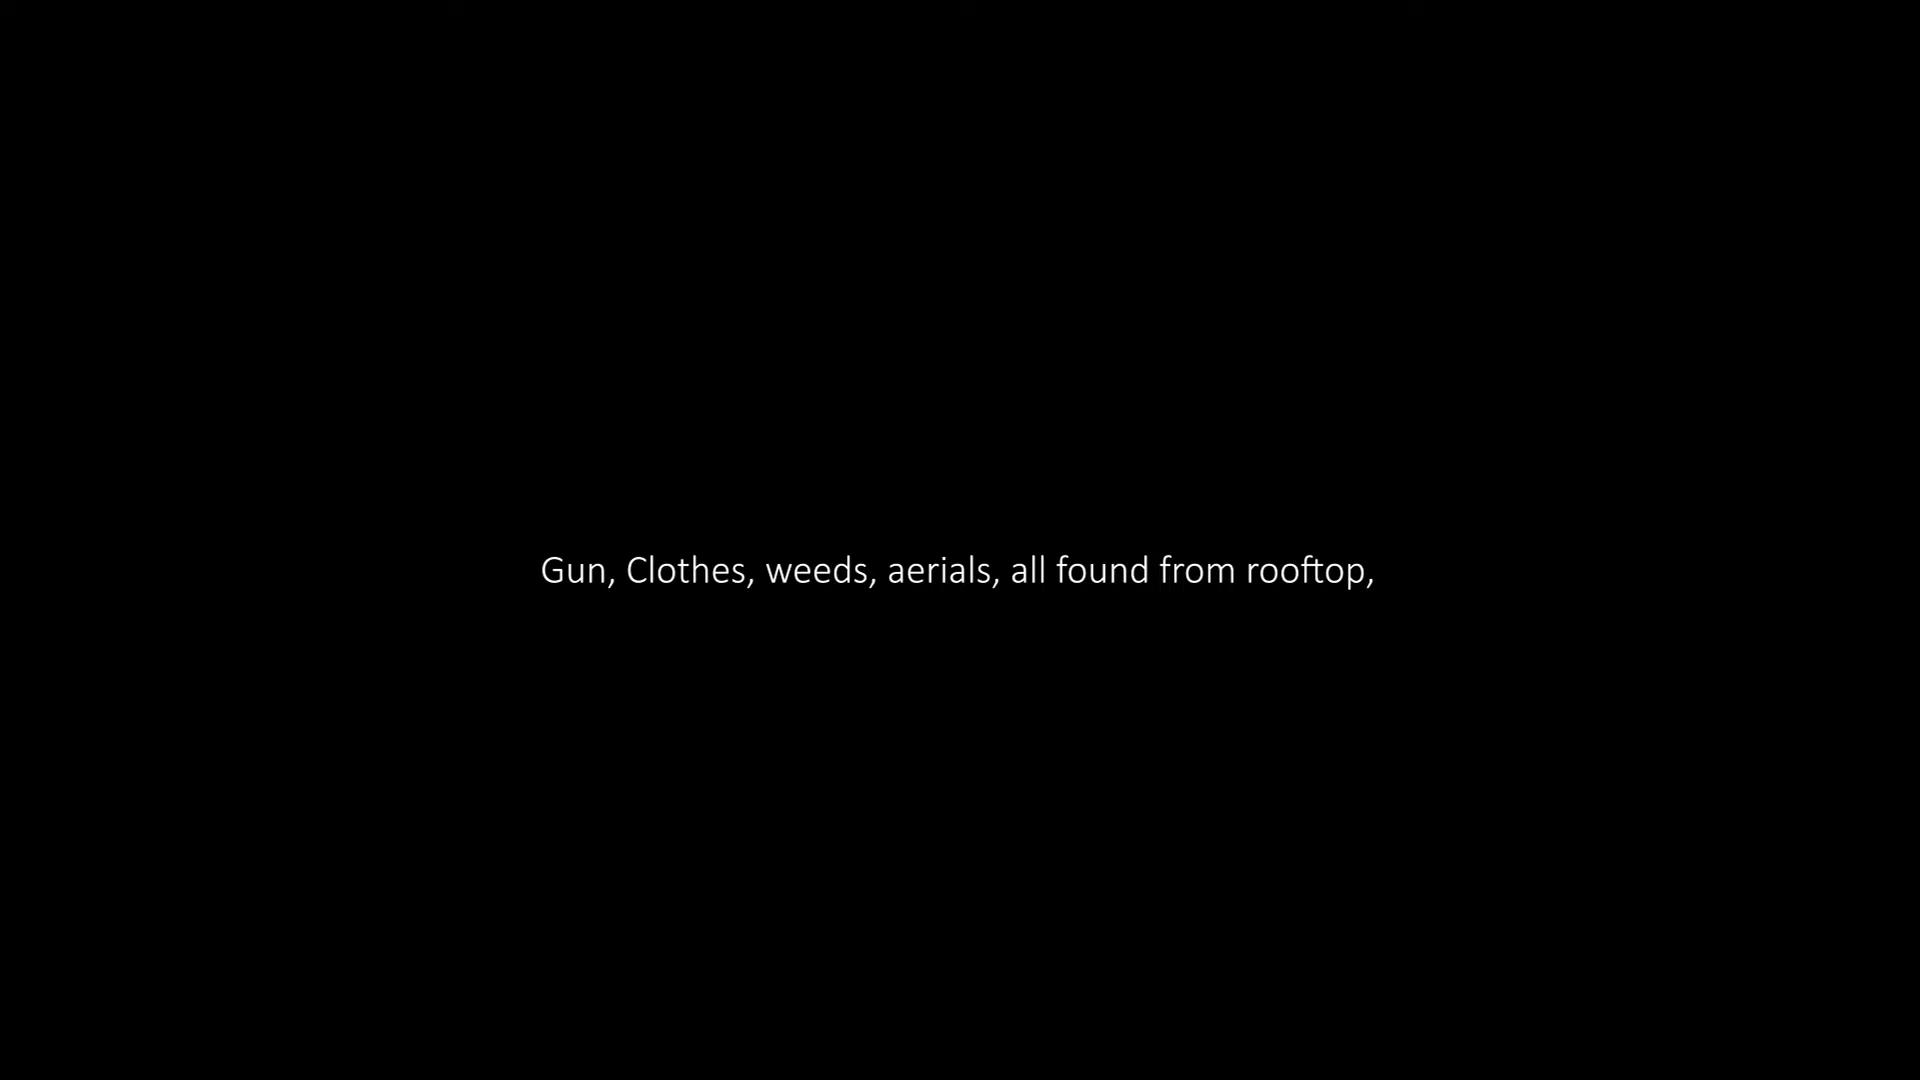 Gun, Clothes, weeds, aerials, all found from rooftop,